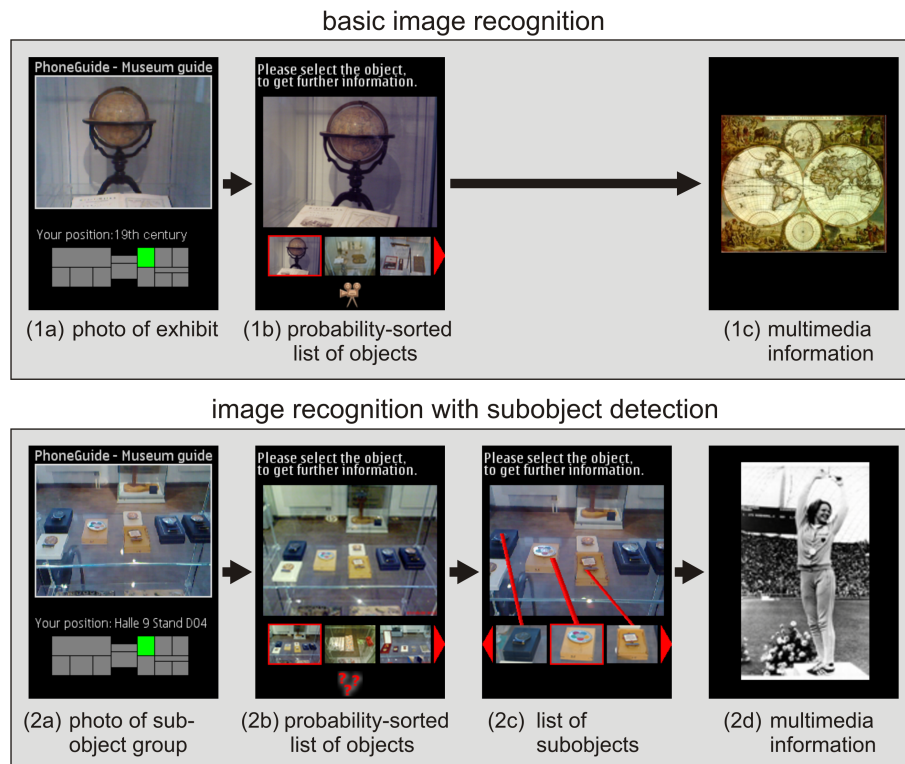 basic image recognition
PhoneGuide - Museum guide
Your position:19th century
Please select the object,
to get further information.
(1a) photo of exhibit
(1b) probability-sorted
list of objects
(1c) multimedia
information
image recognition with subobject detection
PhoneGuide - Museum guide
Your position: Halle 9 Stand D04
Please select the object,
to get further information.
???
Please select the object,
to get further information.
(2a) photo of sub-
object group
(2b) probability-sorted
list of objects
(2c) list of
subobjects
(2d) multimedia
information